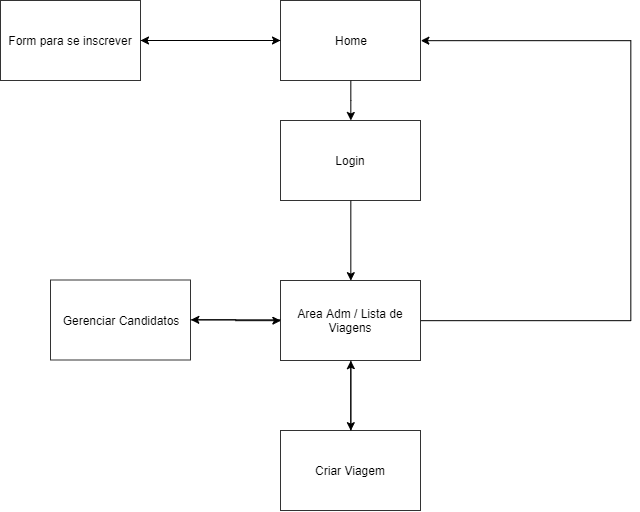 Form para se inscrever
Home
Login
Gerenciar Candidatos
Area Adm / Lista de
Viagens
Criar Viagem